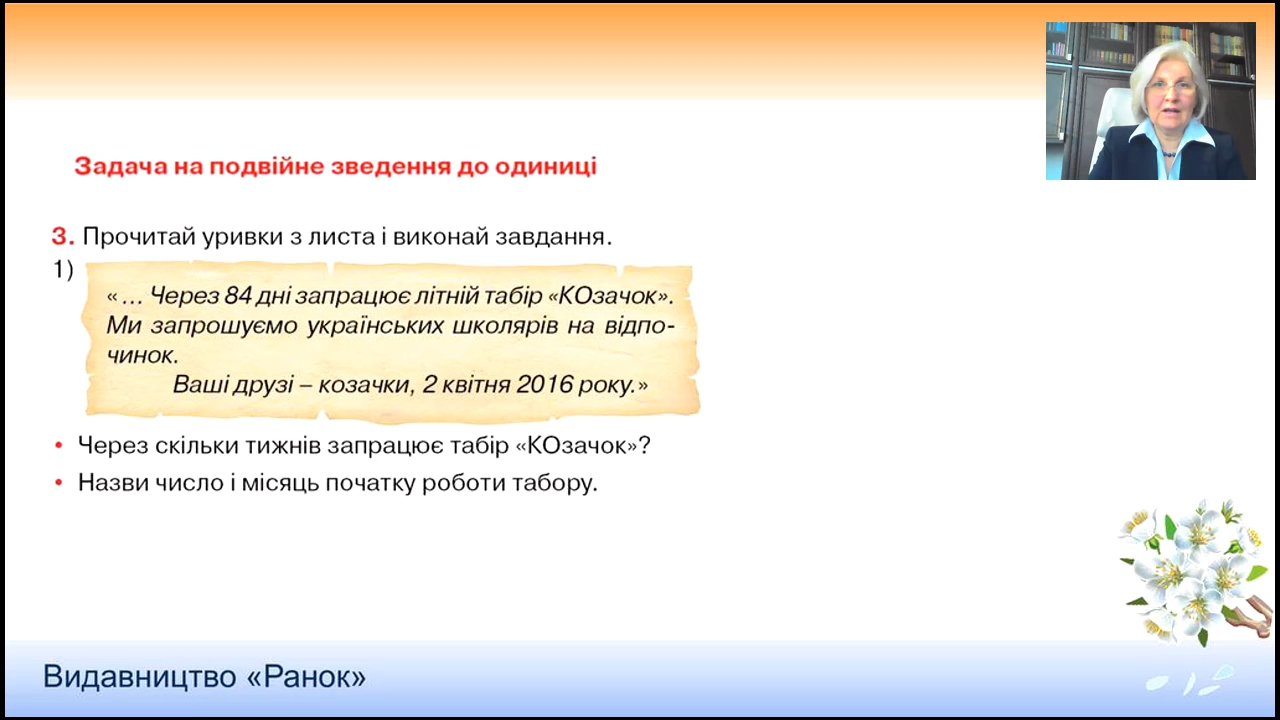 Задача на подвійне зведення до одиниці
3. Прочитай уривки з листа і виконай завдання.
1)
«... Через 84 дні запрацює літній табір «КОзачок».
Ми запрошуємо українських школярів на відпо-
чинок.
Ваші друзі – козачки, 2 квітня 2016 року.»
• Через скільки тижнів запрацює табір «КОзачок»?
• Назви число і місяць початку роботи табору.
Видавництво «Ранок»